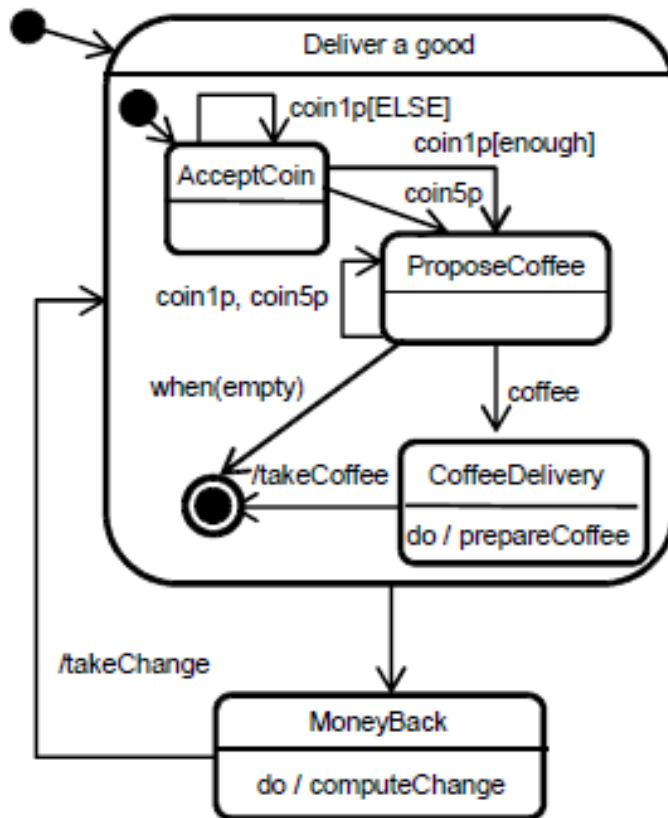 Deliver a good
coin1p[ELSE]
coin1p[enough]
AcceptCoin
coin5p
ProposeCoffee
coin1p, coin5p
when(empty)
coffee
/takeCoffee
CoffeeDelivery
do / prepareCoffee
/takeChange
MoneyBack
do / computeChange